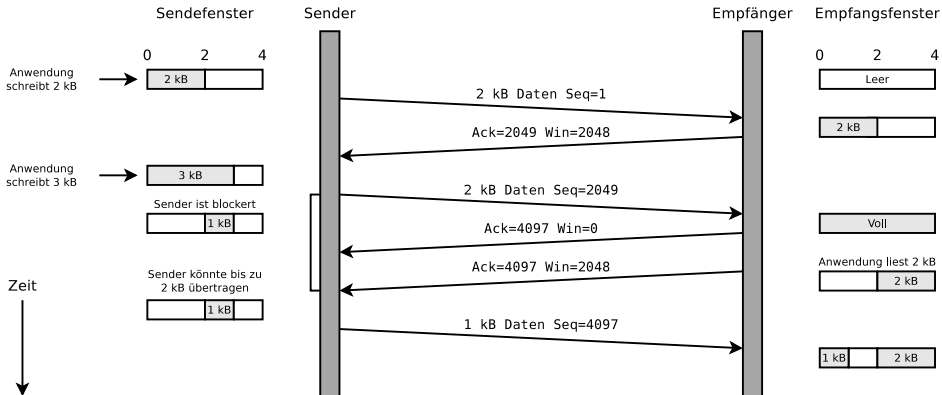 Sendefenster
Sender
Empfänger
Empfangsfenster
0 2 4
0 2 4
Anwendung
schreibt 2 kB
2 kB
Leer
2 kB Daten Seq=1
2 kB
Ack=2049 Win=2048
Anwendung
schreibt 3 kB
3 kB
2 kB Daten Seq=2049
Sender ist blockert
1 kB
Voll
Ack=4097 Win=0
Anwendung liest 2 kB
Ack=4097 Win=2048
2 kB
Sender könnte bis zu
2 kB übertragen
1 kB
Zeit
1 kB Daten Seq=4097
1 kB
2 kB